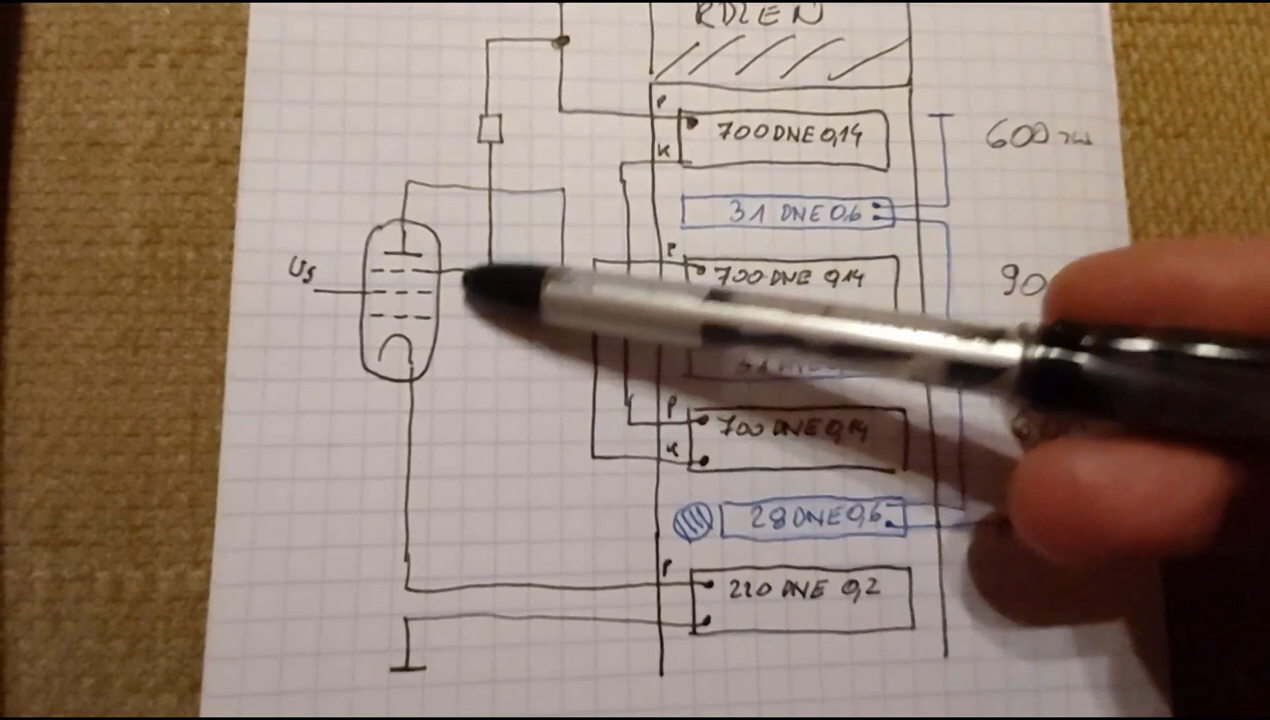 RDZEN
P
700 DNE 0,14
K
600 zw
31 DNE 0,6
Us
P
700 DNE 0,14
90
P
700 DNE 0,14
K
28 DNE 0,6
P
220 DNE 0,2